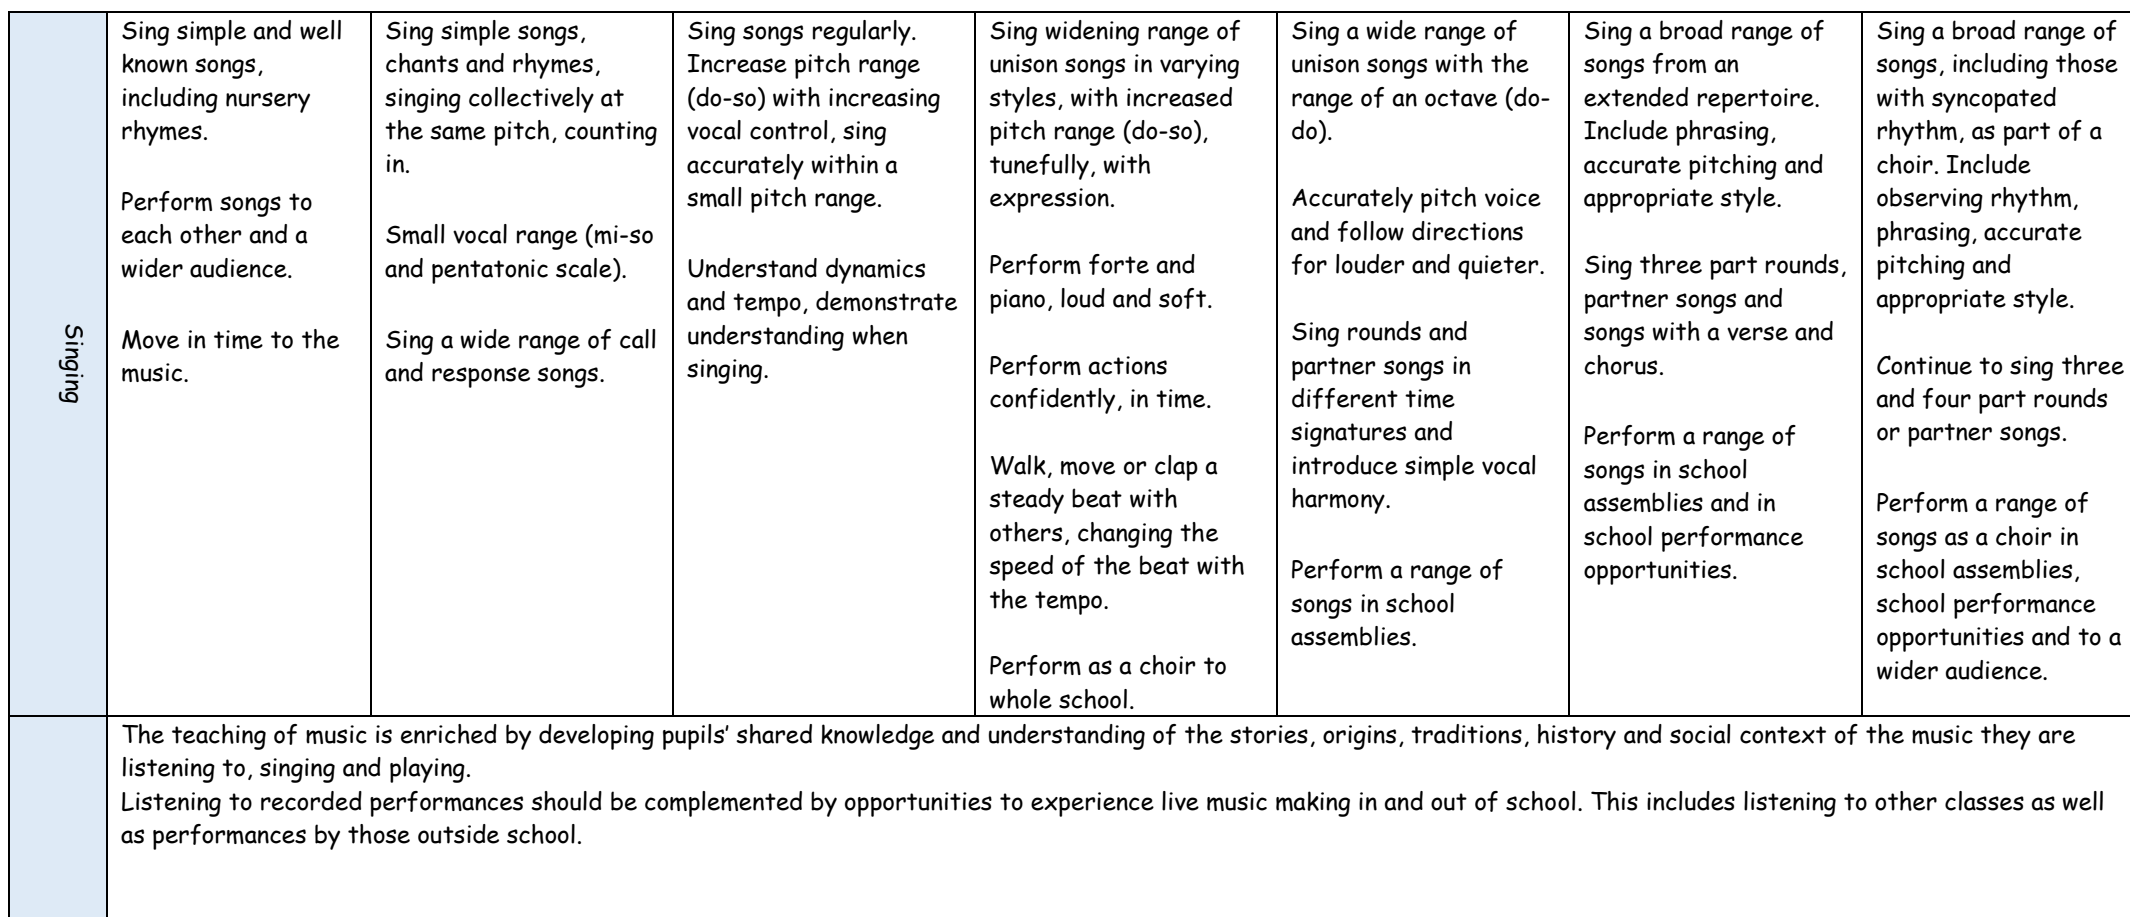 Singing
Sing simple and well
known songs,
including nursery
rhymes.
Perform songs to
each other and a
wider audience.
Move in time to the
music.
Sing simple songs,
chants and rhymes,
singing collectively at
the same pitch, counting
in.
Small vocal range (mi-so
and pentatonic scale).
Sing a wide range of call
and response songs.
Sing songs regularly.
Increase pitch range
(do-so) with increasing
vocal control, sing
accurately within a
small pitch range.
Understand dynamics
and tempo, demonstrate
understanding when
singing.
Sing widening range of
unison songs in varying
styles, with increased
pitch range (do-so),
tunefully, with
expression.
Perform forte and
piano, loud and soft.
Perform actions
confidently, in time.
Walk, move or clap a
steady beat with
others, changing the
speed of the beat with
the tempo.
Perform as a choir to
whole school.
Sing a wide range of
unison songs with the
range of an octave (do-
do).
Accurately pitch voice
and follow directions
for louder and quieter.
Sing rounds and
partner songs in
different time
signatures and
introduce simple vocal
harmony.
Perform a range of
songs in school
assemblies.
Sing a broad range of
songs from an
extended repertoire.
Include phrasing,
accurate pitching and
appropriate style.
Sing three part rounds,
partner songs and
songs with a verse and
chorus.
Perform a range of
songs in school
assemblies and in
school performance
opportunities.
Sing a broad range of
songs, including those
with syncopated
rhythm, as part of a
choir. Include
observing rhythm,
phrasing, accurate
pitching and
appropriate style.
Continue to sing three
and four part rounds
or partner songs.
Perform a range of
songs as a choir in
school assemblies,
school performance
opportunities and to a
wider audience.
The teaching of music is enriched by developing pupils' shared knowledge and understanding of the stories, origins, traditions, history and social context of the music they are
listening to, singing and playing.
Listening to recorded performances should be complemented by opportunities to experience live music making in and out of school. This includes listening to other classes as well
as performances by those outside school.